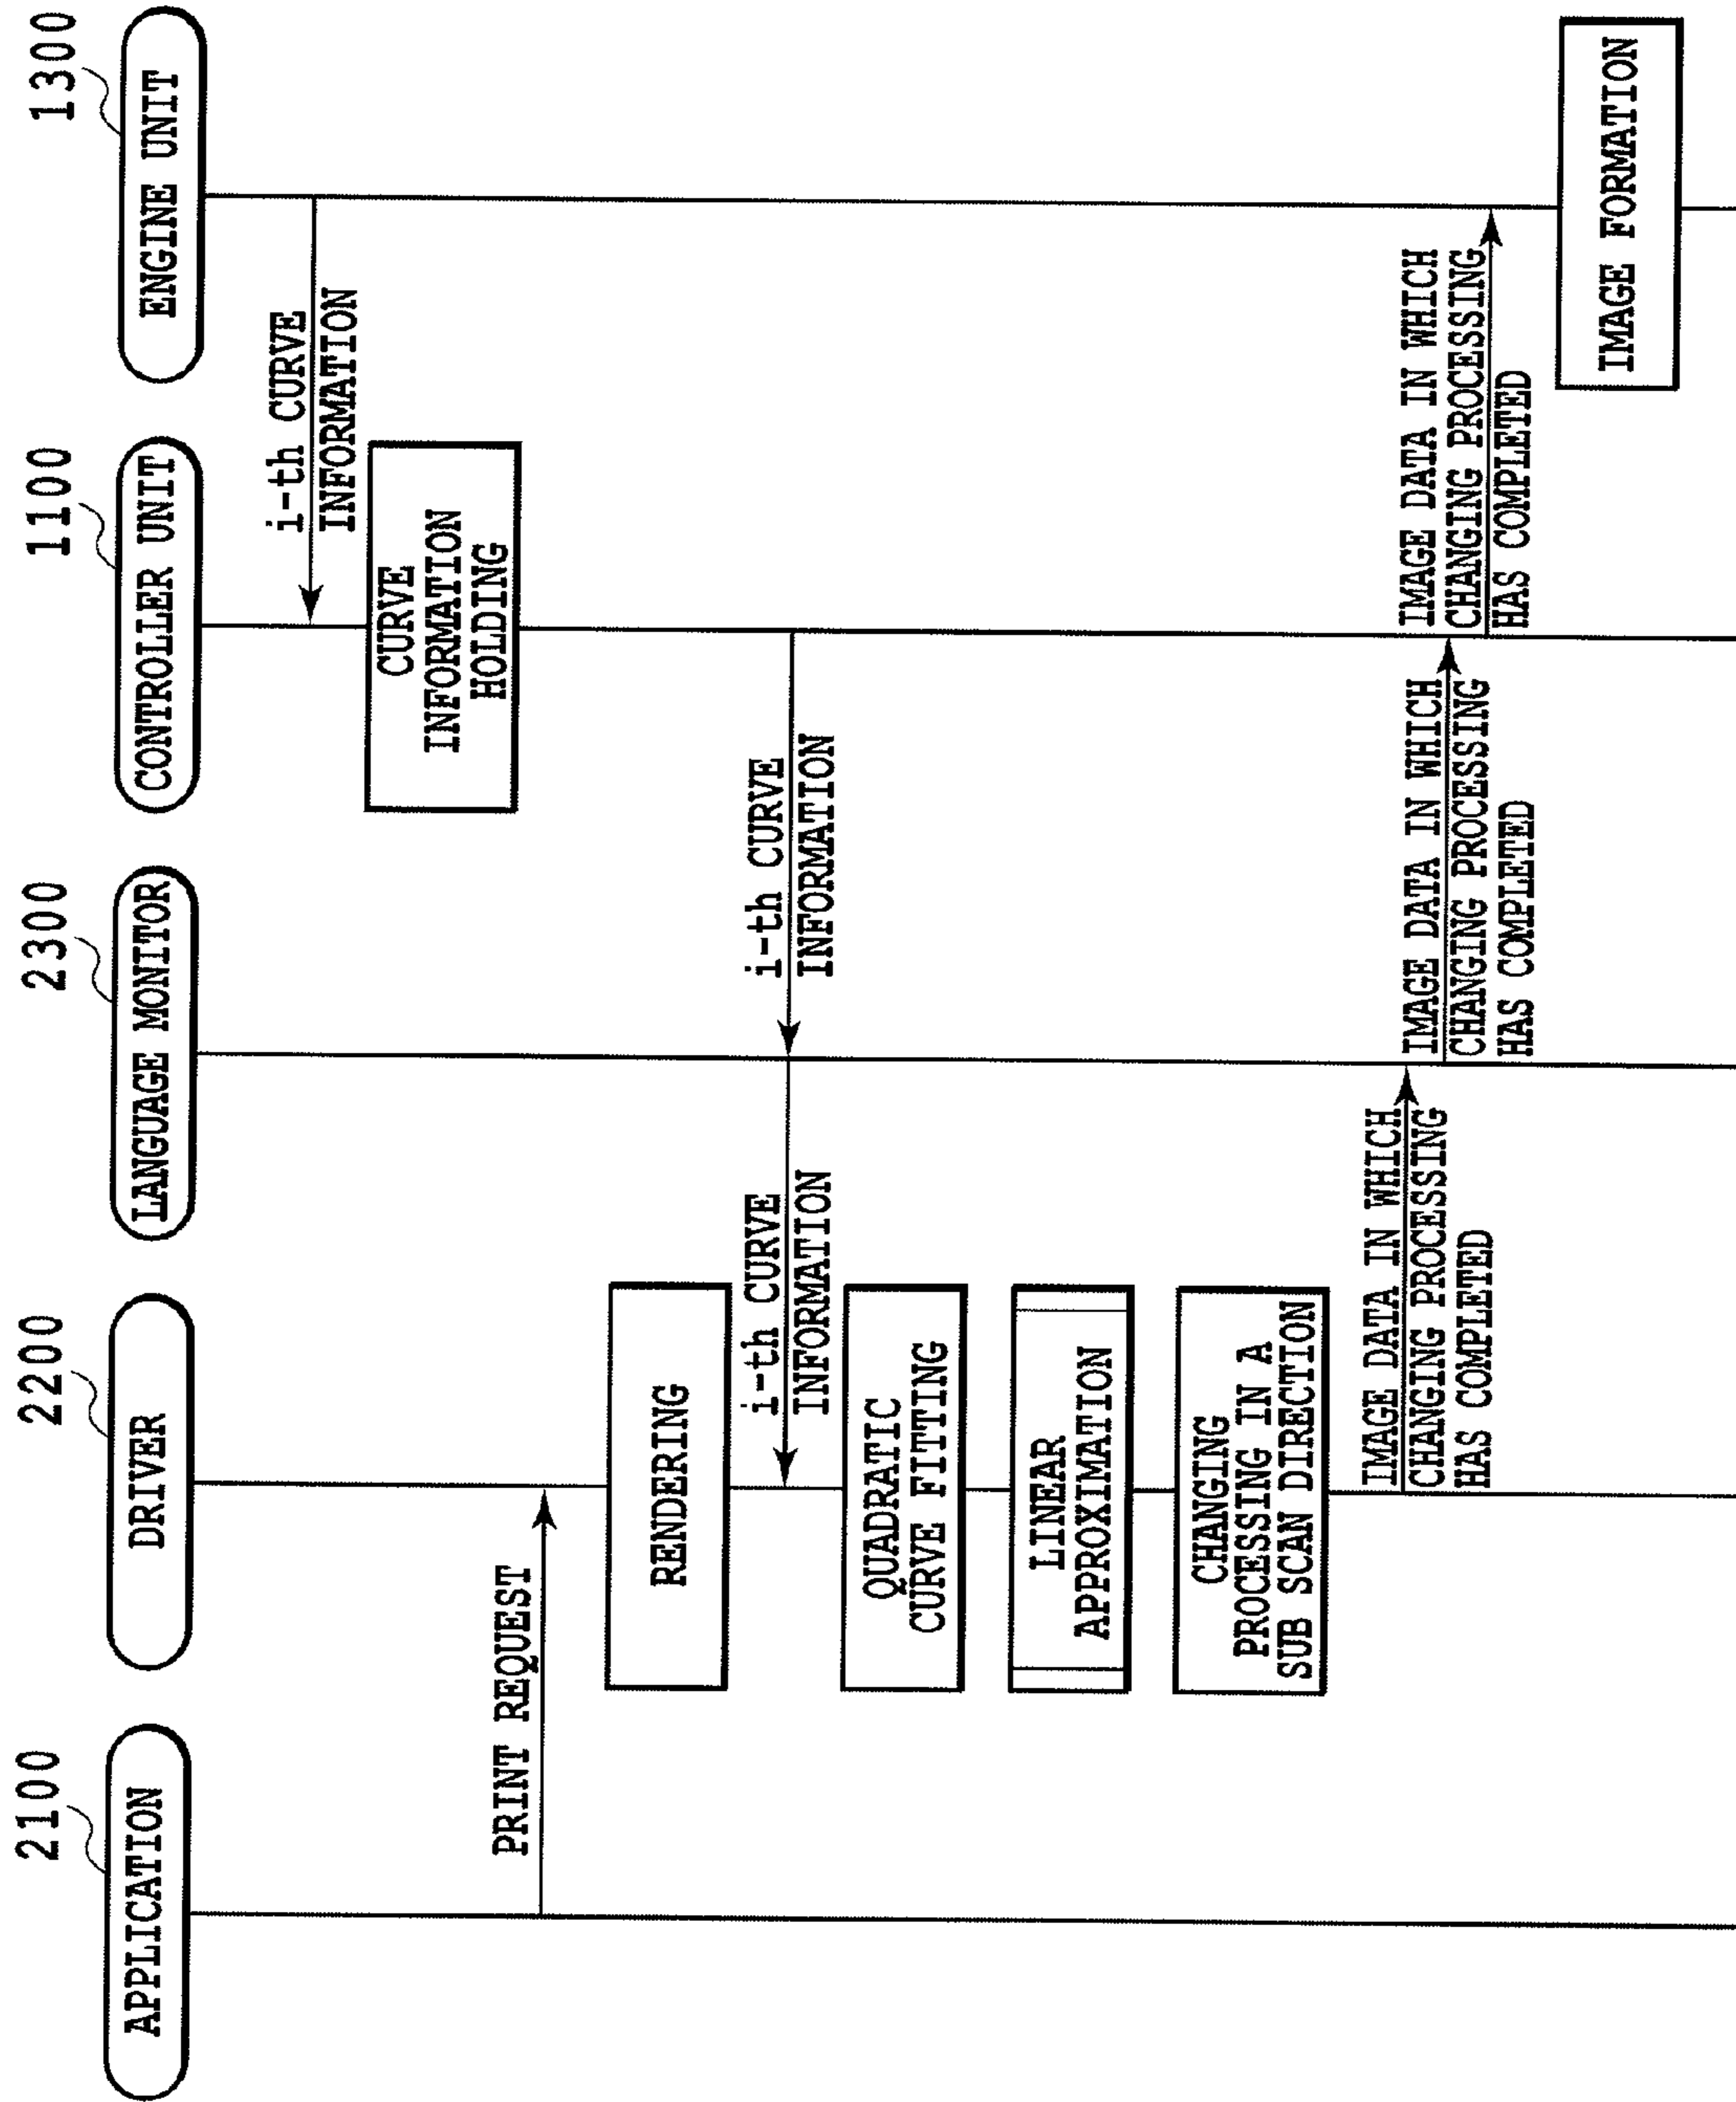 2100
2200
2300
1100
1300
APPLICATION
DRIVER
LANGUAGE MONITOR
CONTROLLER UNIT
ENGINE UNIT
i-th CURVE
INFORMATION
CURVE
INFORMATION
HOLDING
PRINT REQUEST
RENDERING
i-th CURVE
INFORMATION
i-th CURVE
INFORMATION
QUADRATIC
CURVE FITTING
LINEAR
APPROXIMATION
CHANGING
PROCESSING IN A
SUB SCAN DIRECTION
IMAGE DATA IN WHICH
CHANGING PROCESSING
HAS COMPLETED
IMAGE DATA IN WHICH
CHANGING PROCESSING
HAS COMPLETED
IMAGE DATA IN WHICH
CHANGING PROCESSING
HAS COMPLETED
IMAGE FORMATION